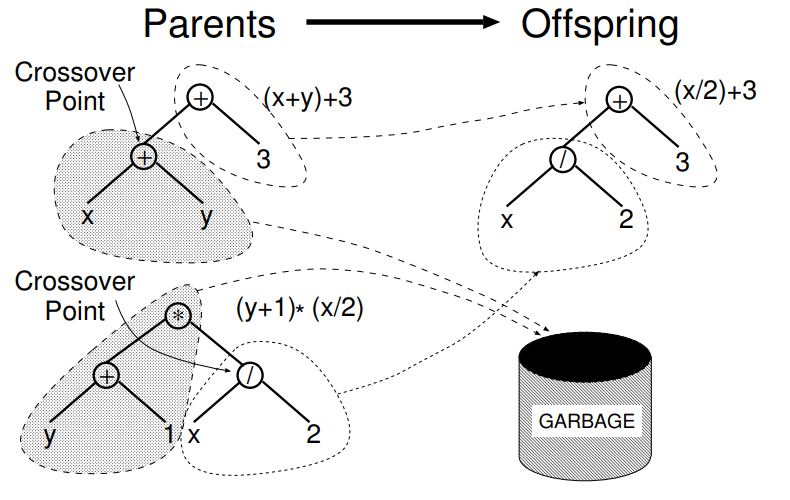 Parents Offspring
Crossover
Point
+
(x+y)+3
+
3
x
y
+
(x/2)+3
/
3
x
2
Crossover
Point
*
(y+1)* (x/2)
+
/
y
1
x
2
GARBAGE